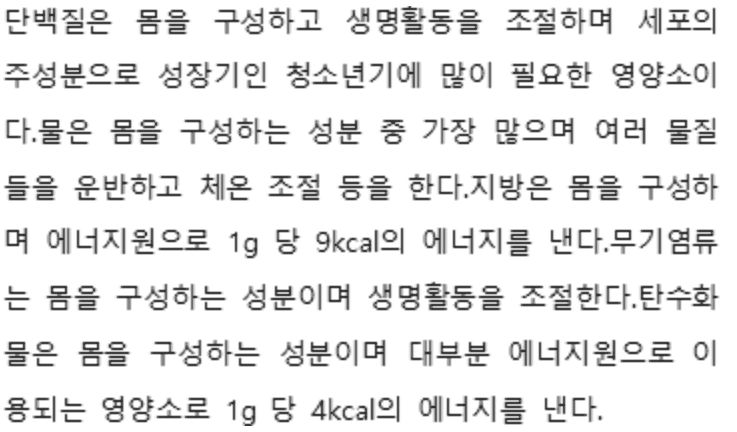 단백질은 몸을 구성하고 생명활동을 조절하며 세포의
주성분으로 성장기인 청소년기에 많이 필요한 영양소이
다.물은 몸을 구성하는 성분 중 가장 많으며 여러 물질
들을 운반하고 체온 조절 등을 한다.지방은 몸을 구성하
며 에너지원으로 1g 당 9kcal의 에너지를 낸다.무기염류
는 몸을 구성하는 성분이며 생명활동을 조절한다.탄수화
물은 몸을 구성하는 성분이며 대부분 에너지원으로 이
용되는 영양소로 1g 당 4kcal의 에너지를 낸다.